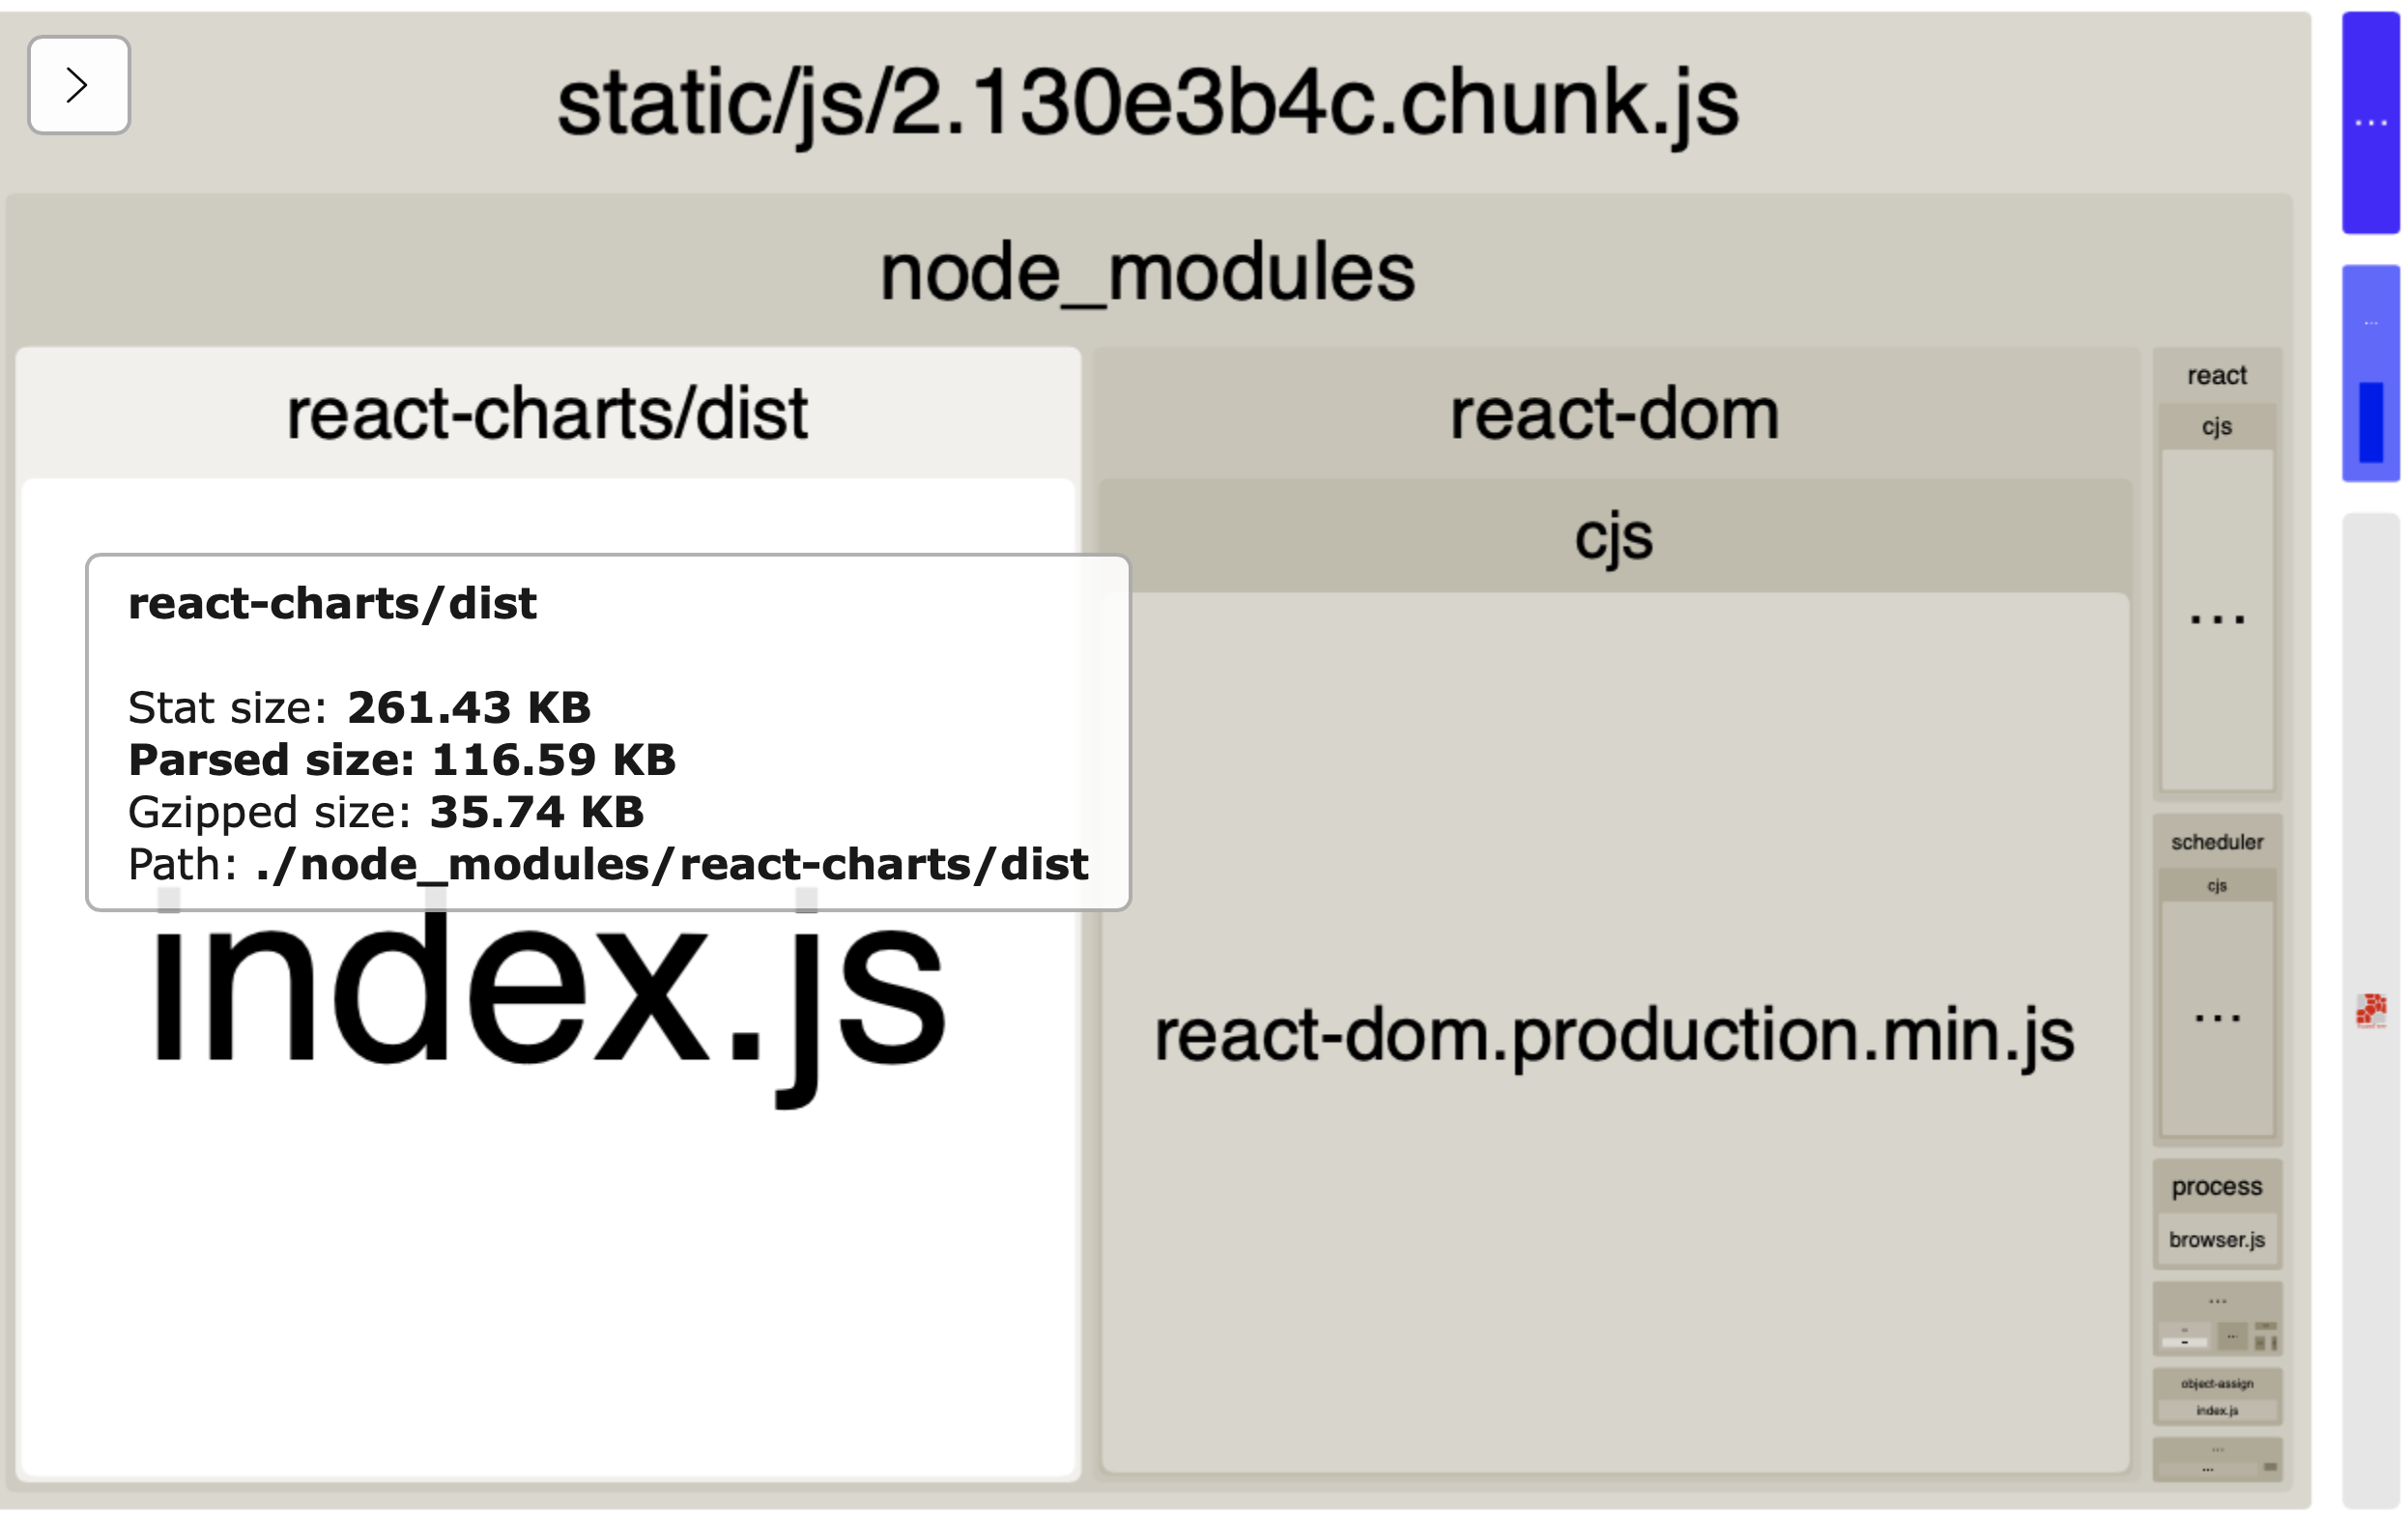 static/js/2.130e3b4c.chunk.js
...
node_modules
...
react-charts/dist
react-dom
react
cjs
cjs
react-charts/dist
Stat size: 261.43 KB
Parsed size: 116.59 KB
Gzipped size: 35.74 KB
Path: ./node_modules/react-charts/dist
index.js
react-dom.production.min.js
...
scheduler
cjs
...
process
browser.js
...
object-assign
index.js
...
...